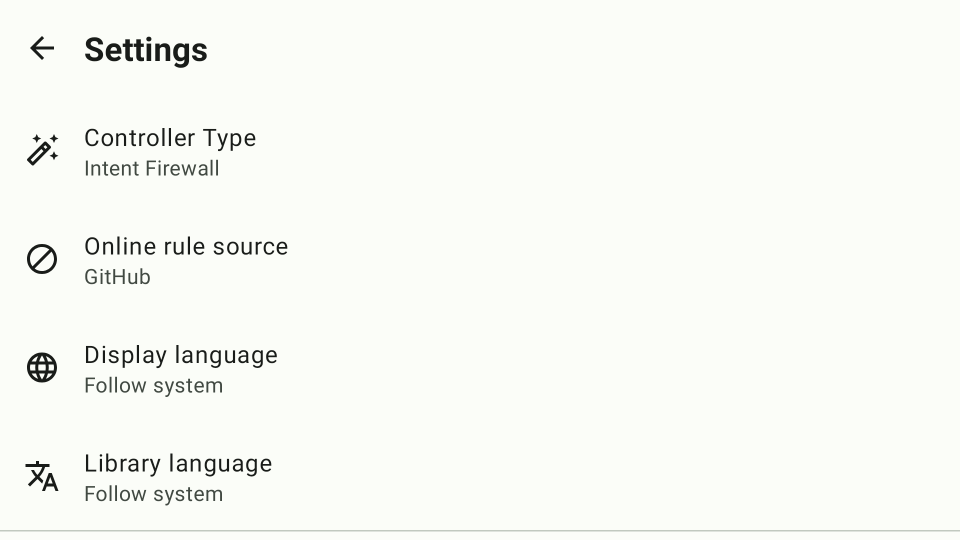 Settings
Controller Type
Intent Firewall
Online rule source
GitHub
Display language
Follow system
Library language
Follow system